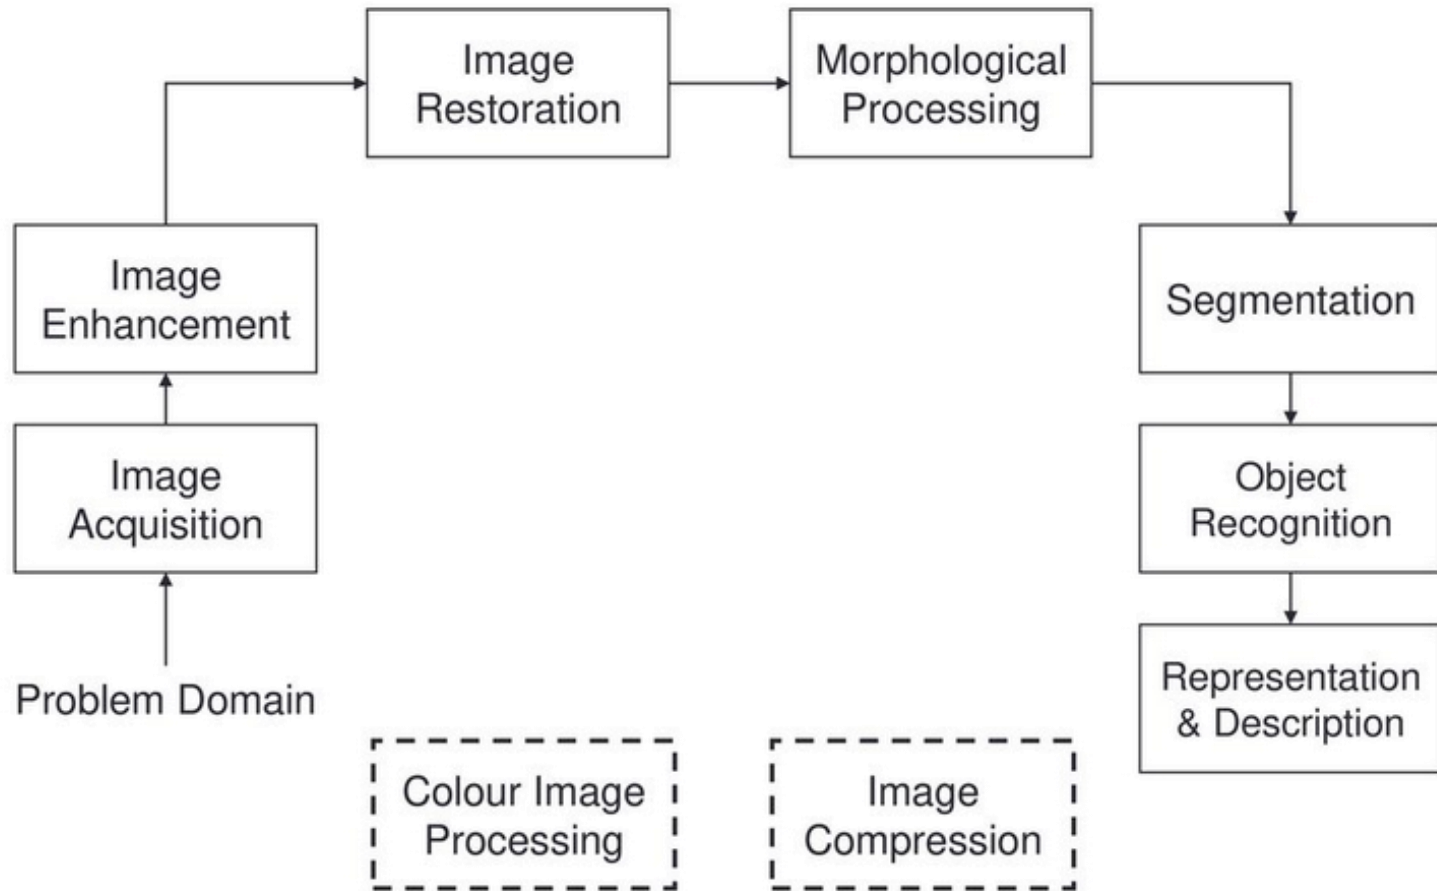 Image
Restoration
Morphological
Processing
Image
Enhancement
Segmentation
Image
Acquisition
Object
Recognition
Problem Domain
Representation
& Description
Colour Image
Processing
Image
Compression